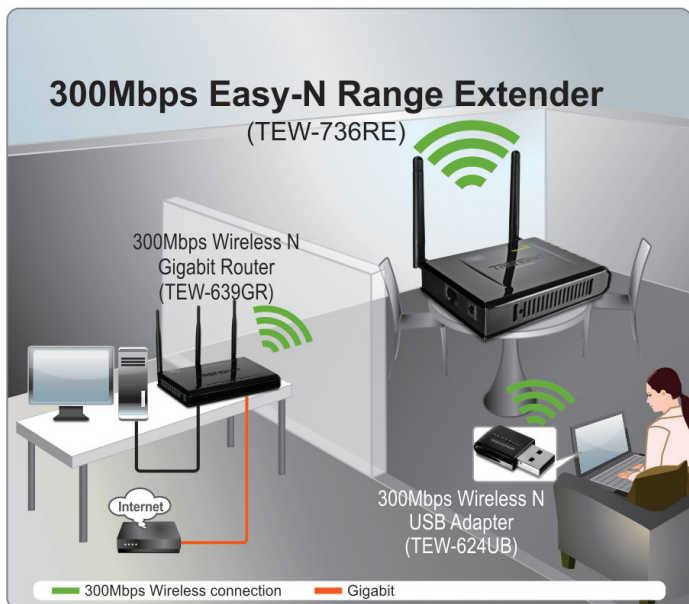 300Mbps Easy-N Range Extender
(TEW-736RE)
300Mbps Wireless N
Gigabit Router
(TEW-639GR)
Internet
300Mbps Wireless N
USB Adapter
(TEW-624UB)
300Mbps Wireless connection
Gigabit